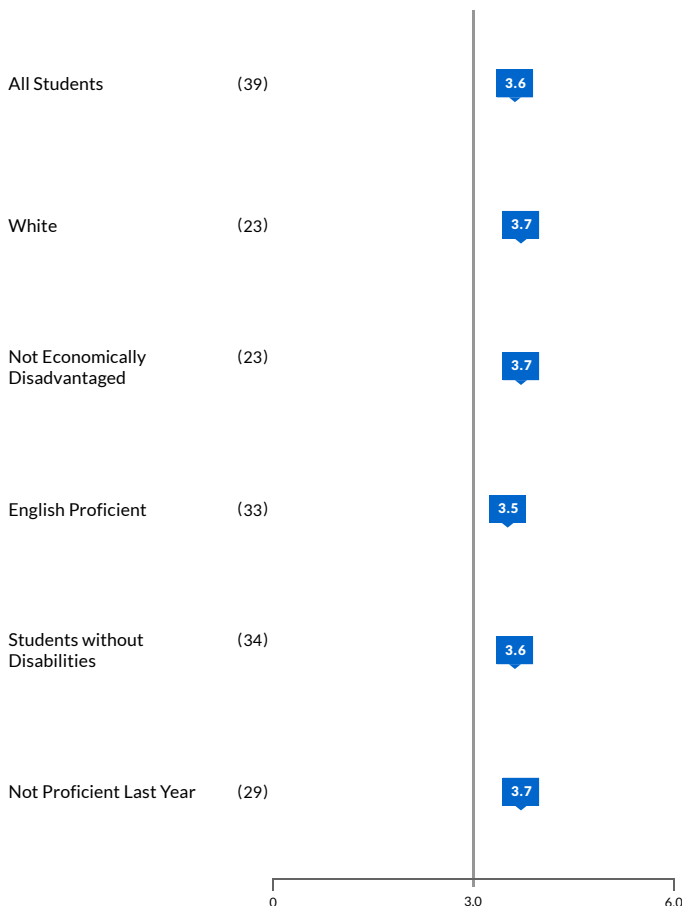 All Students (39) 3.6
White (23) 3.7
Not Economically (23) 3.7
Disadvantaged
English Proficient (33) 3.5
Students without (34) 3.6
Disabilities
Not Proficient Last Year (29) 3.7
0 3.0 6.0